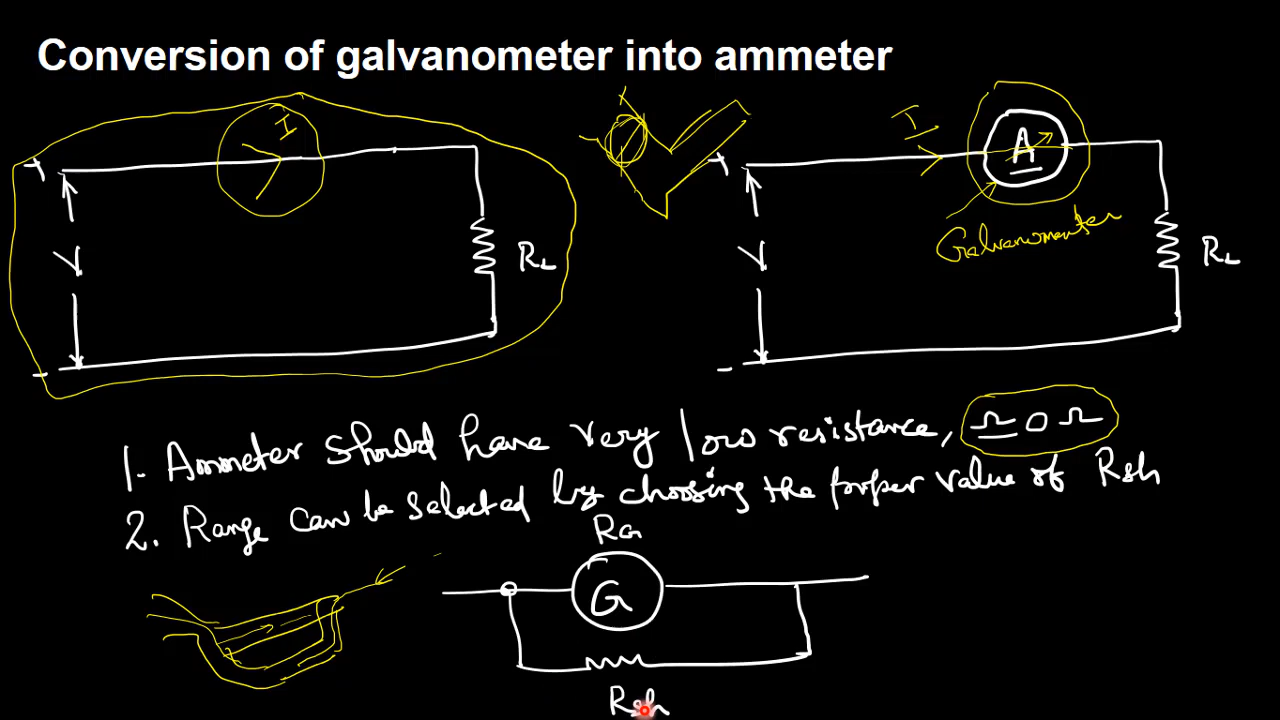 Conversion of galvanometer into ammeter
I
+
V
-
RL
I
A
Galvanometer
+
V
-
RL
1. Ammeter should have very low resistance, ≏ 0 Ω
2. Range can be selected by choosing the proper value of Rsh
RG
G
Rsh